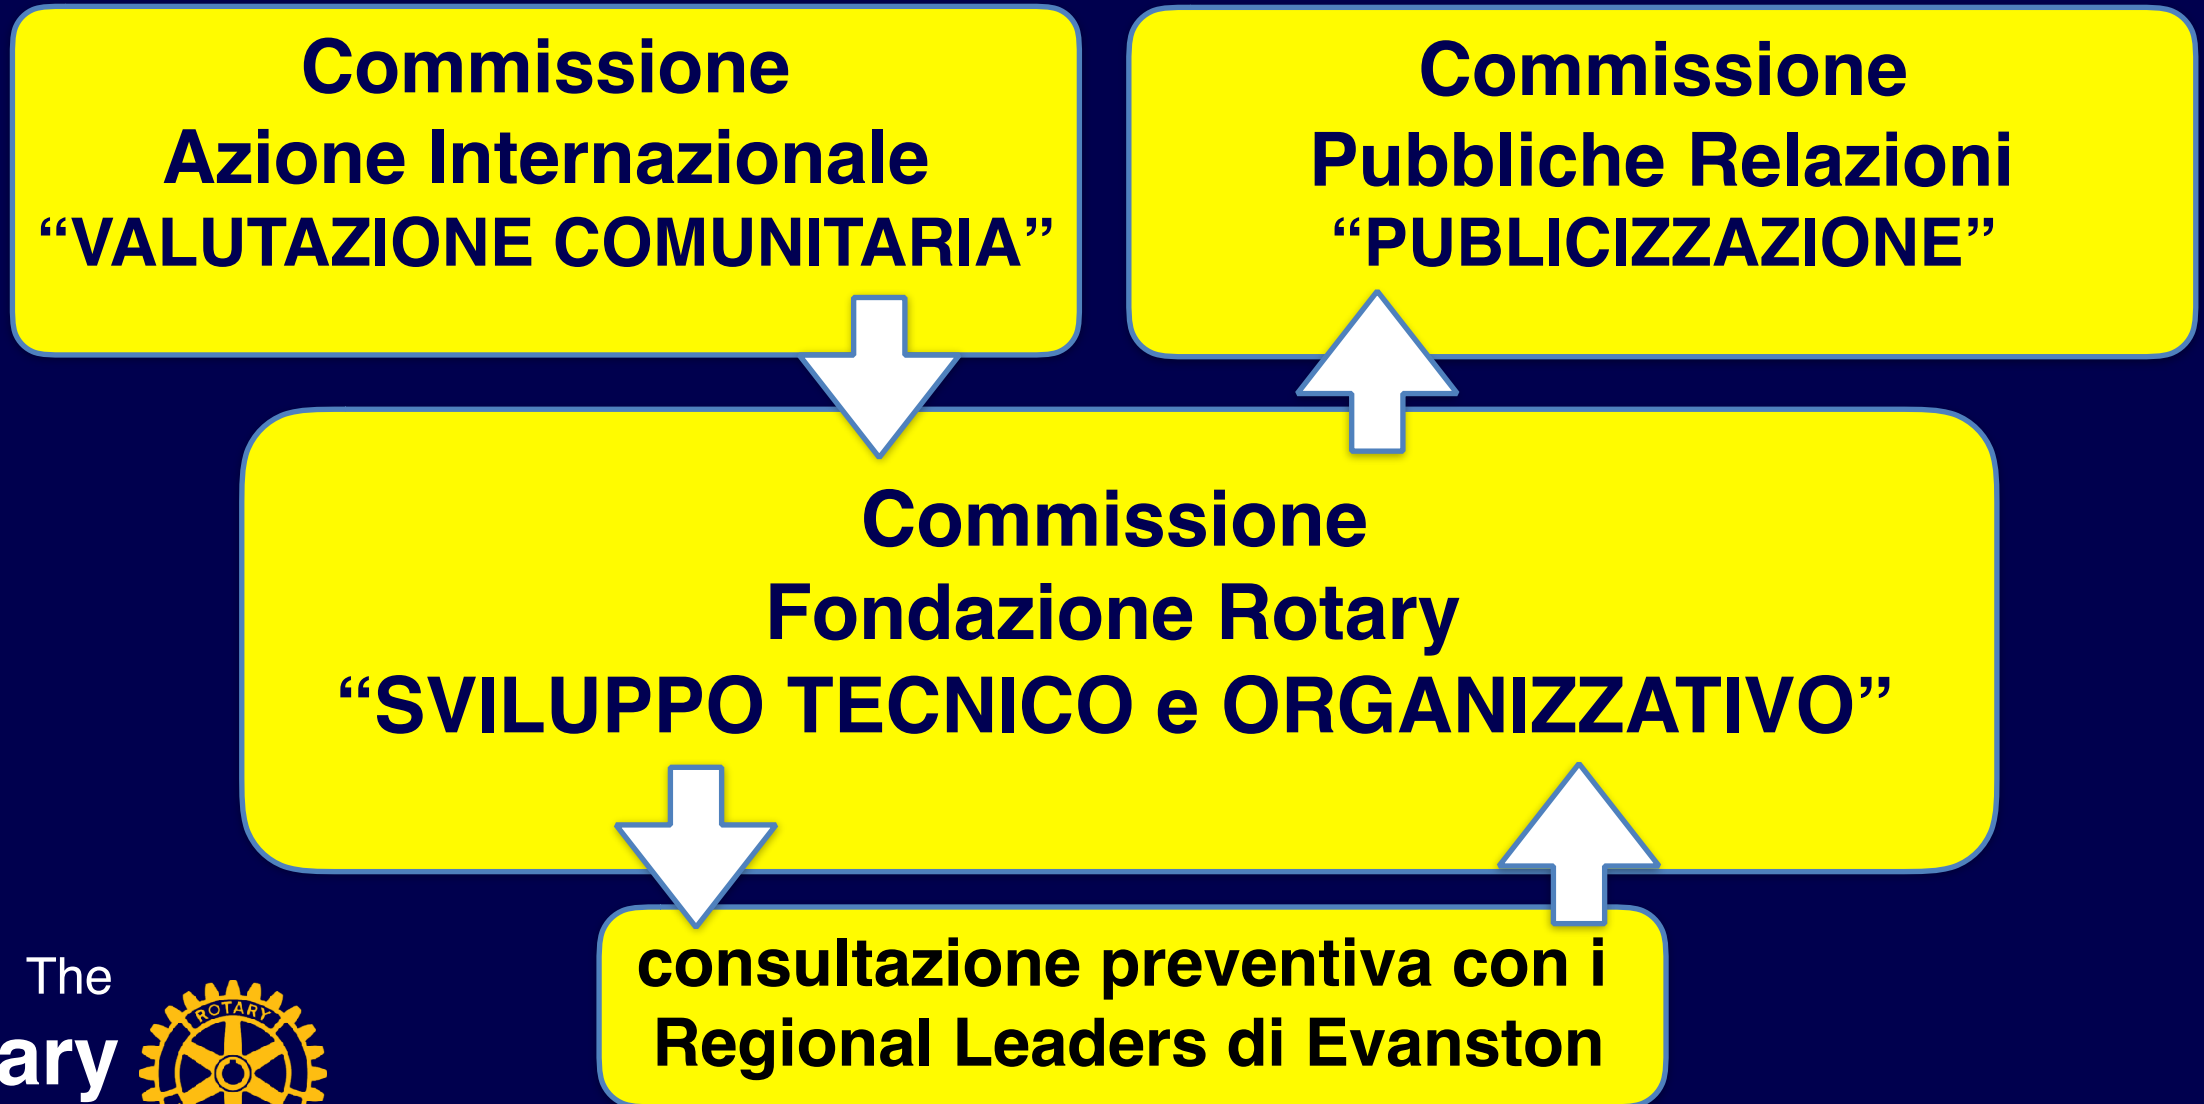 Commissione
Azione Internazionale
“VALUTAZIONE COMUNITARIA”
Commissione
Pubbliche Relazioni
“PUBLICIZZAZIONE”
Commissione
Fondazione Rotary
“SVILUPPO TECNICO e ORGANIZZATIVO”
consultazione preventiva con i
Regional Leaders di Evanston
The
ary
ROTARY